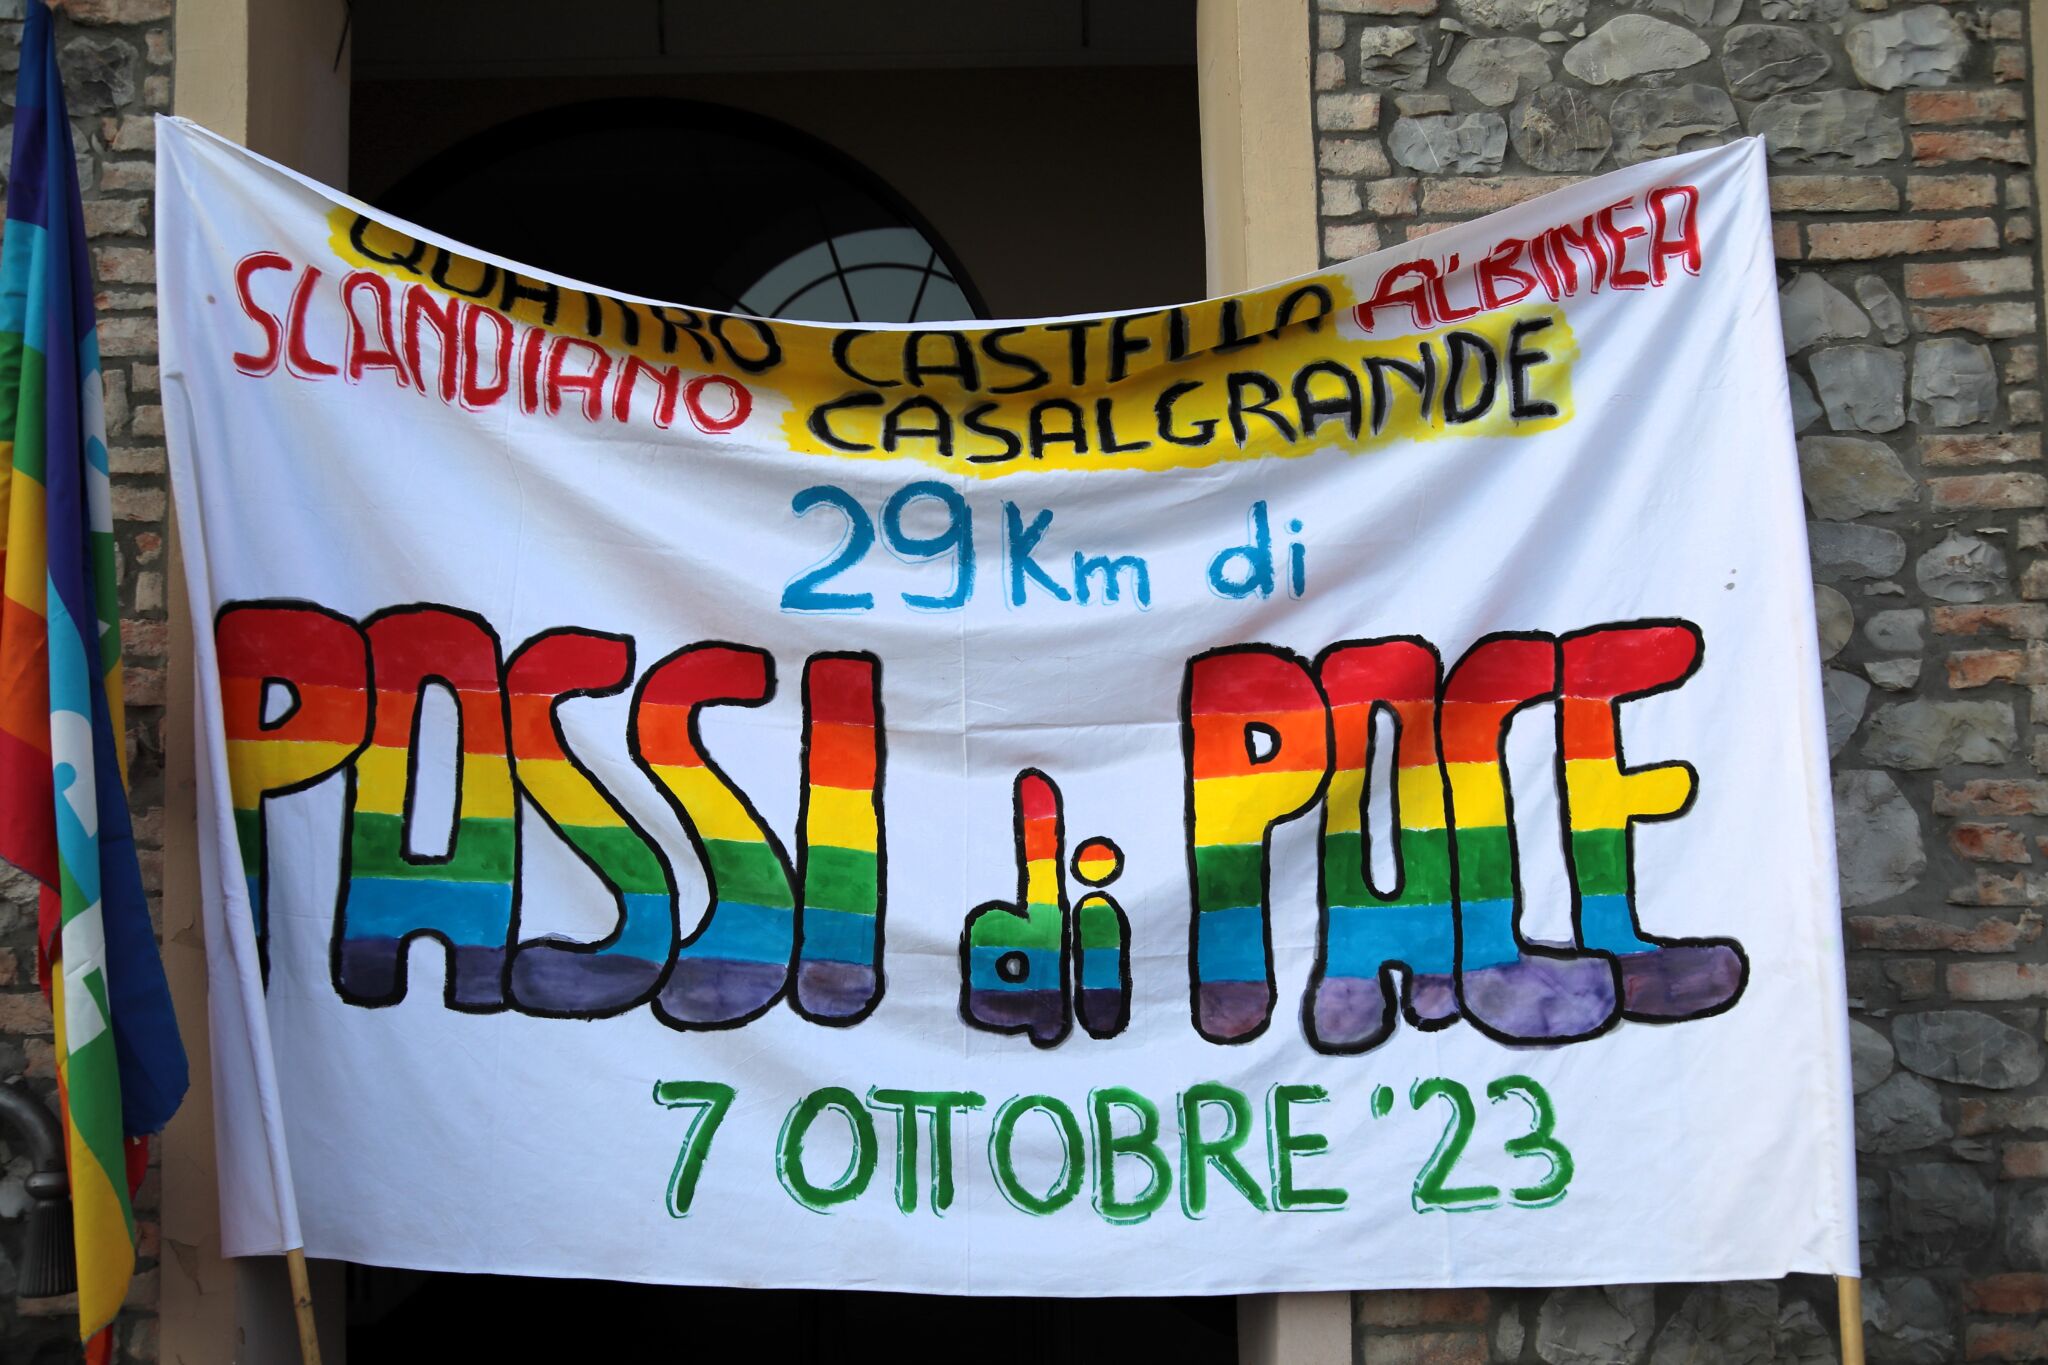 QUATTRO CASTELLA ALBINEA
SCANDIANO CASALGRANDE
29 Km di
PASSI di PACE
7 OTTOBRE '23